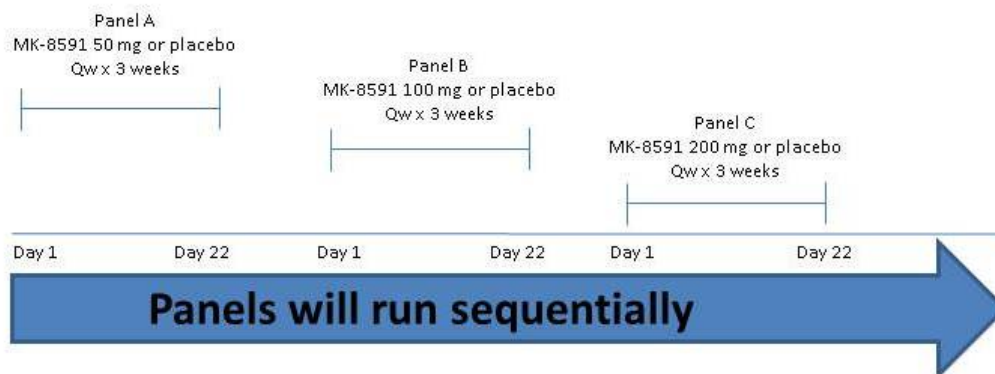 Panel A
MK-8591 50 mg or placebo
Qw x 3 weeks
Panel B
MK-8591 100 mg or placebo
Qw x 3 weeks
Panel C
MK-8591 200 mg or placebo
Qw x 3 weeks
Day 1 Day 22 Day 1 Day 22 Day 1 Day 22
Panels will run sequentially